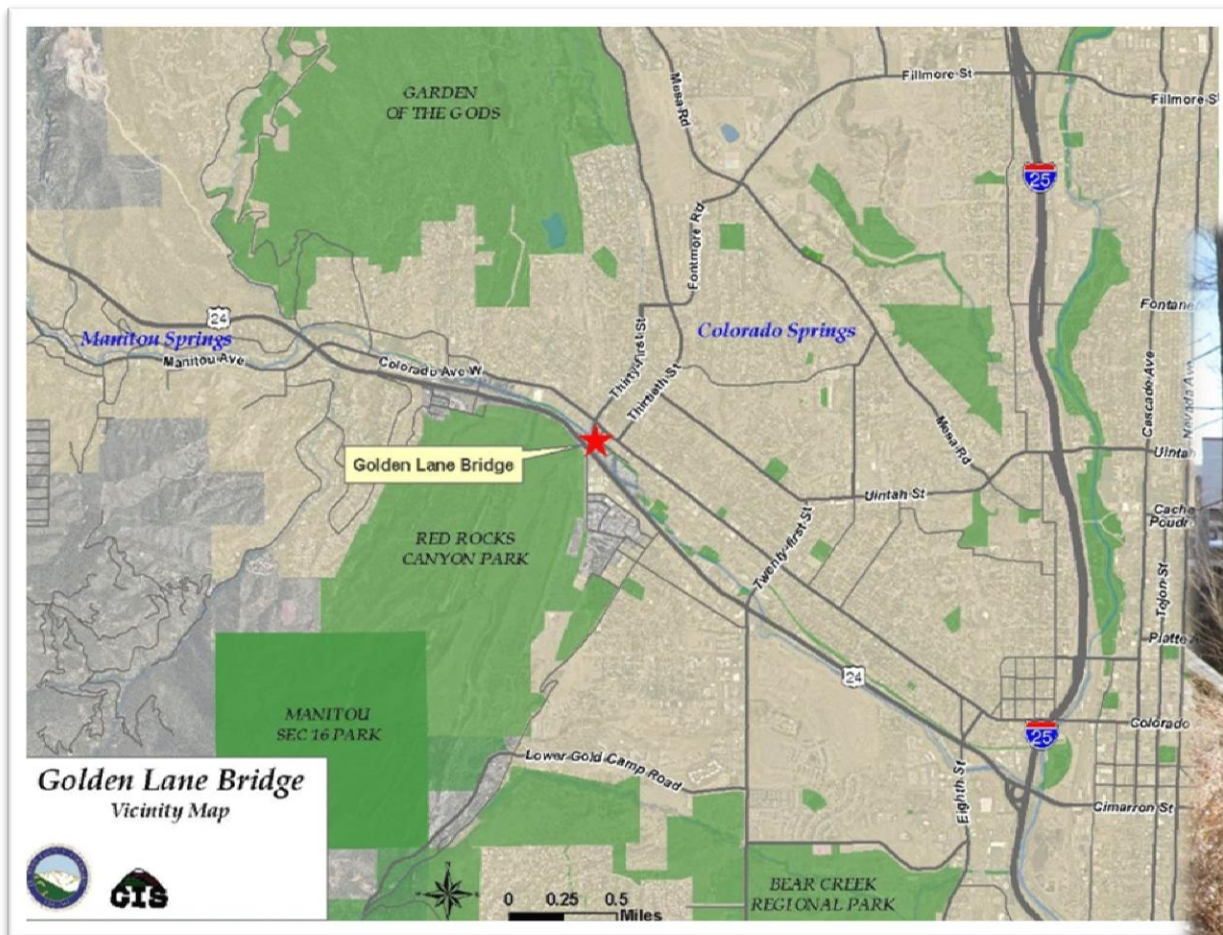 GARDEN
OF THE GODS
Mesa Rd
Fillmore St
Fillmore S
25
Fontmore Rd
24
Manitou Springs
Manitou Ave
Colorado Ave W
Thirty-first St
Thirtieth St
Colorado Springs
Cascade Ave
Nevada Ave
Golden Lane Bridge
Mesa Rd
Uintah St
Uintah
RED ROCKS
CANYON PARK
Twenty-first St
Cache
Poudr
Tejon St
Platte A
24
MANITOU
SEC 16 PARK
Colorado
25
Lower Gold Camp Road
Eighth St
Cimarron St
Golden Lane Bridge
Vicinity Map
GIS
0 0.25 0.5
Miles
BEAR CREEK
REGIONAL PARK